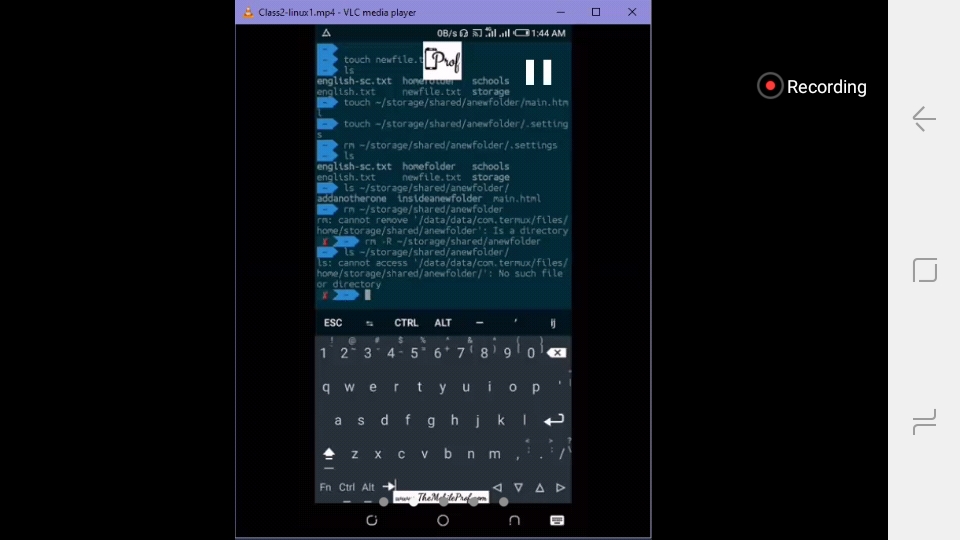 Class2-linux1.mp4 - VLC media player
0B/s 4G 1:44 AM
Prof
~ touch newfile.t
~ ls
english-sc.txt homefolder schools
english.txt newfile.txt storage
~ touch ~/storage/shared/anewfolder/main.htm
l
~ touch ~/storage/shared/anewfolder/.setting
s
~ rm ~/storage/shared/anewfolder/.settings
~ ls
english-sc.txt homefolder schools
english.txt newfile.txt storage
~ ls ~/storage/shared/anewfolder/
addanotherone insideanewfolder main.html
~ rm ~/storage/shared/anewfolder
rm: cannot remove '/data/data/com.termux/files/
home/storage/shared/anewfolder': Is a directory
✗ ~ rm -R ~/storage/shared/anewfolder
~ ls ~/storage/shared/anewfolder/
ls: cannot access '/data/data/com.termux/files/
home/storage/shared/anewfolder/': No such file
or directory
✗ ~
Recording
ESC ⇆ CTRL ALT – ' ij
! @ # $ % ^ & * ( )
1 2 3 4 5 6 7 8 9 0
q w e r t y u i o p '
a s d f g h j k l
z x c v b n m , . /
Fn Ctrl Alt
www.TheMobileProf.com